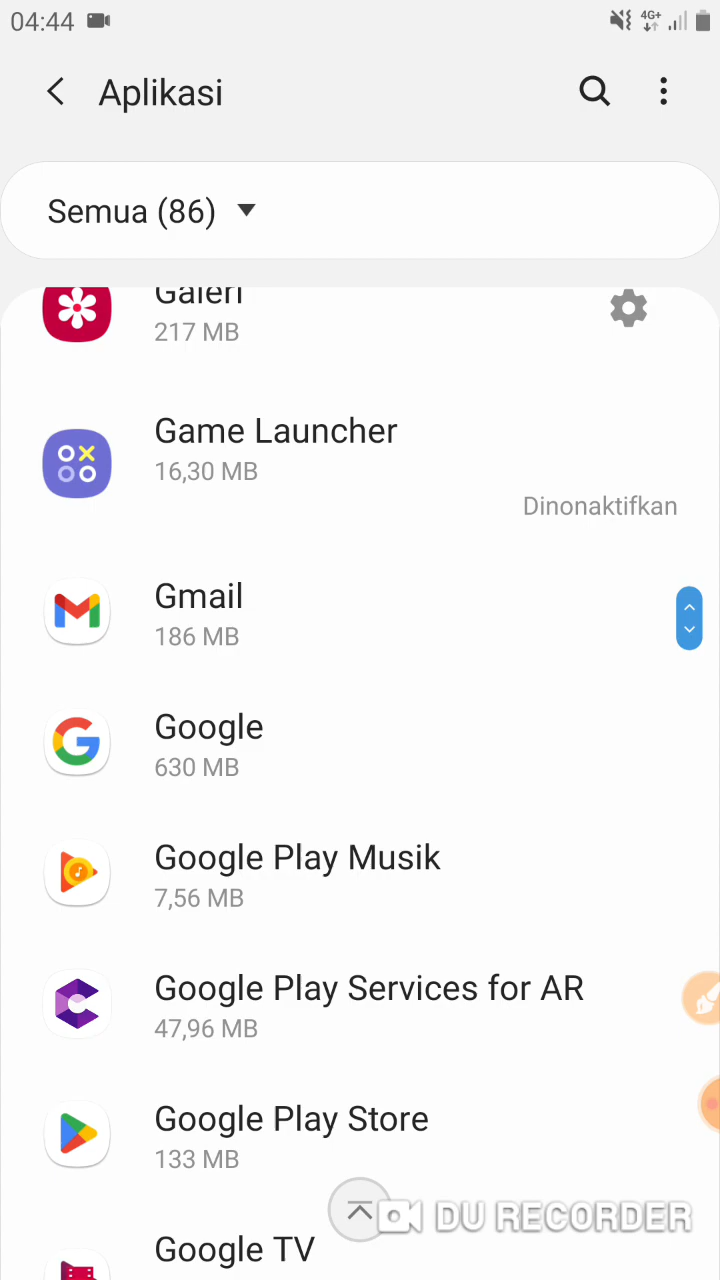 04:44
4G+
Aplikasi
Semua (86)
Galeri
217 MB
Game Launcher
16,30 MB
Dinonaktifkan
Gmail
186 MB
Google
630 MB
Google Play Musik
7,56 MB
Google Play Services for AR
47,96 MB
Google Play Store
133 MB
DU RECORDER
Google TV